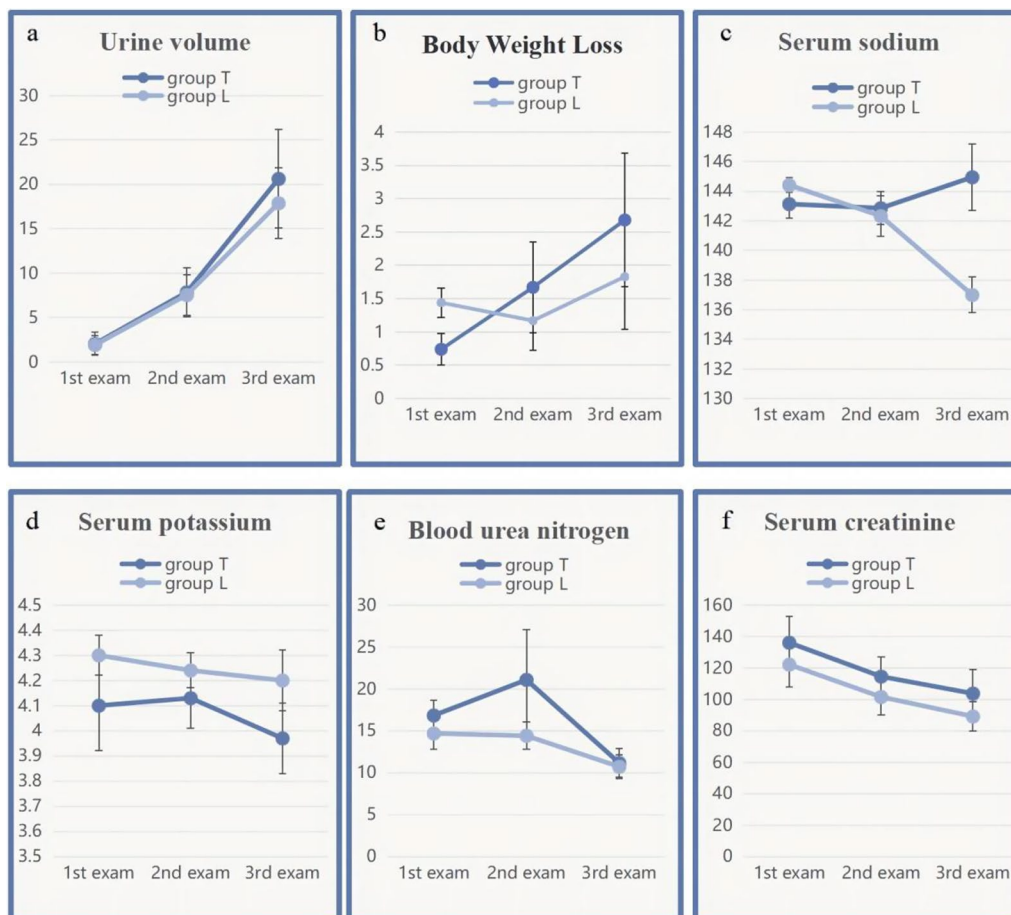 a
Urine volume
group T
group L
30
25
20
15
10
5
0
1st exam 2nd exam 3rd exam
b
Body Weight Loss
group T
group L
4
3.5
3
2.5
2
1.5
1
0.5
0
1st exam 2nd exam 3rd exam
c
Serum sodium
group T
group L
148
146
144
142
140
138
136
134
132
130
1st exam 2nd exam 3rd exam
d
Serum potassium
group T
group L
4.5
4.4
4.3
4.2
4.1
4
3.9
3.8
3.7
3.6
3.5
1st exam 2nd exam 3rd exam
e
Blood urea nitrogen
group T
group L
30
25
20
15
10
5
0
1st exam 2nd exam 3rd exam
f
Serum creatinine
group T
group L
160
140
120
100
80
60
40
20
0
1st exam 2nd exam 3rd exam